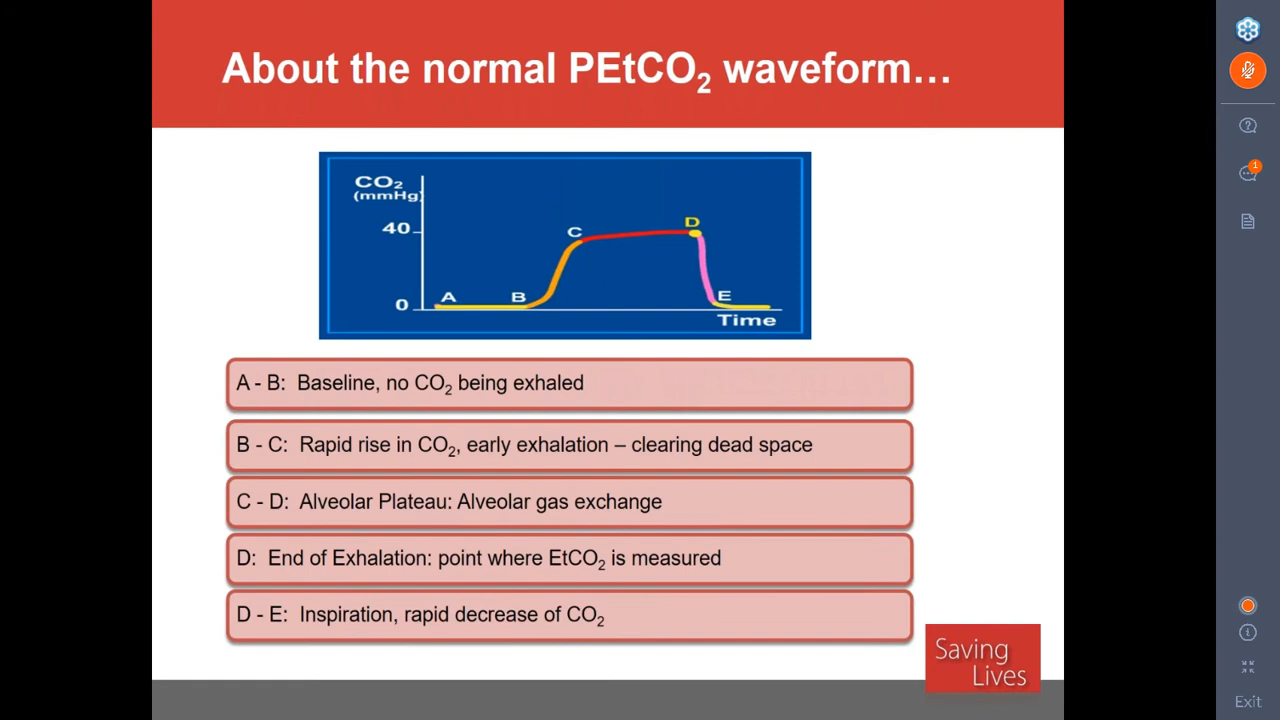 About the normal PEtCO₂ waveform…
CO₂
(mmHg)
40
0
A
B
C
D
E
Time
A - B: Baseline, no CO₂ being exhaled
B - C: Rapid rise in CO₂, early exhalation – clearing dead space
C - D: Alveolar Plateau: Alveolar gas exchange
D: End of Exhalation: point where EtCO₂ is measured
D - E: Inspiration, rapid decrease of CO₂
Saving
Lives
1
Exit